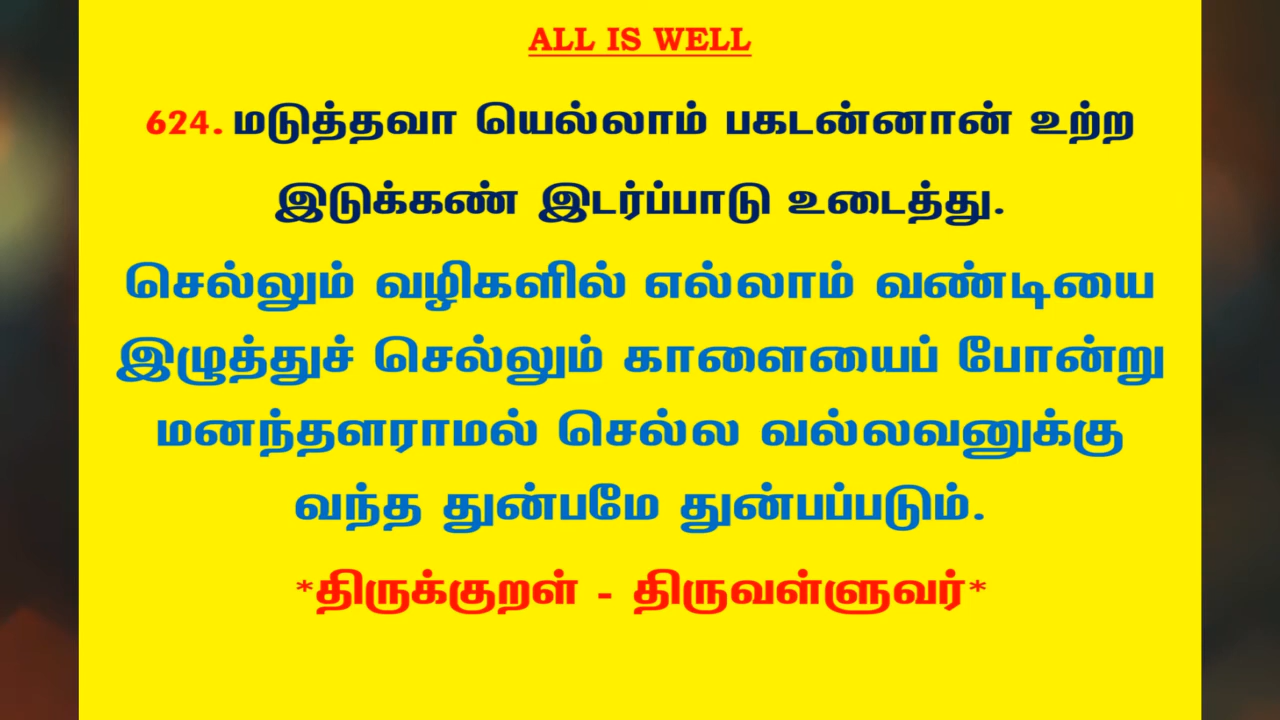 ALL IS WELL
624. மடுத்தவா யெல்லாம் பகடன்னான் உற்ற
இடுக்கண் இடர்ப்பாடு உடைத்து.
செல்லும் வழிகளில் எல்லாம் வண்டியை
இழுத்துச் செல்லும் காளையைப் போன்று
மனந்தளராமல் செல்ல வல்லவனுக்கு
வந்த துன்பமே துன்பப்படும்.
*திருக்குறள் - திருவள்ளுவர்*